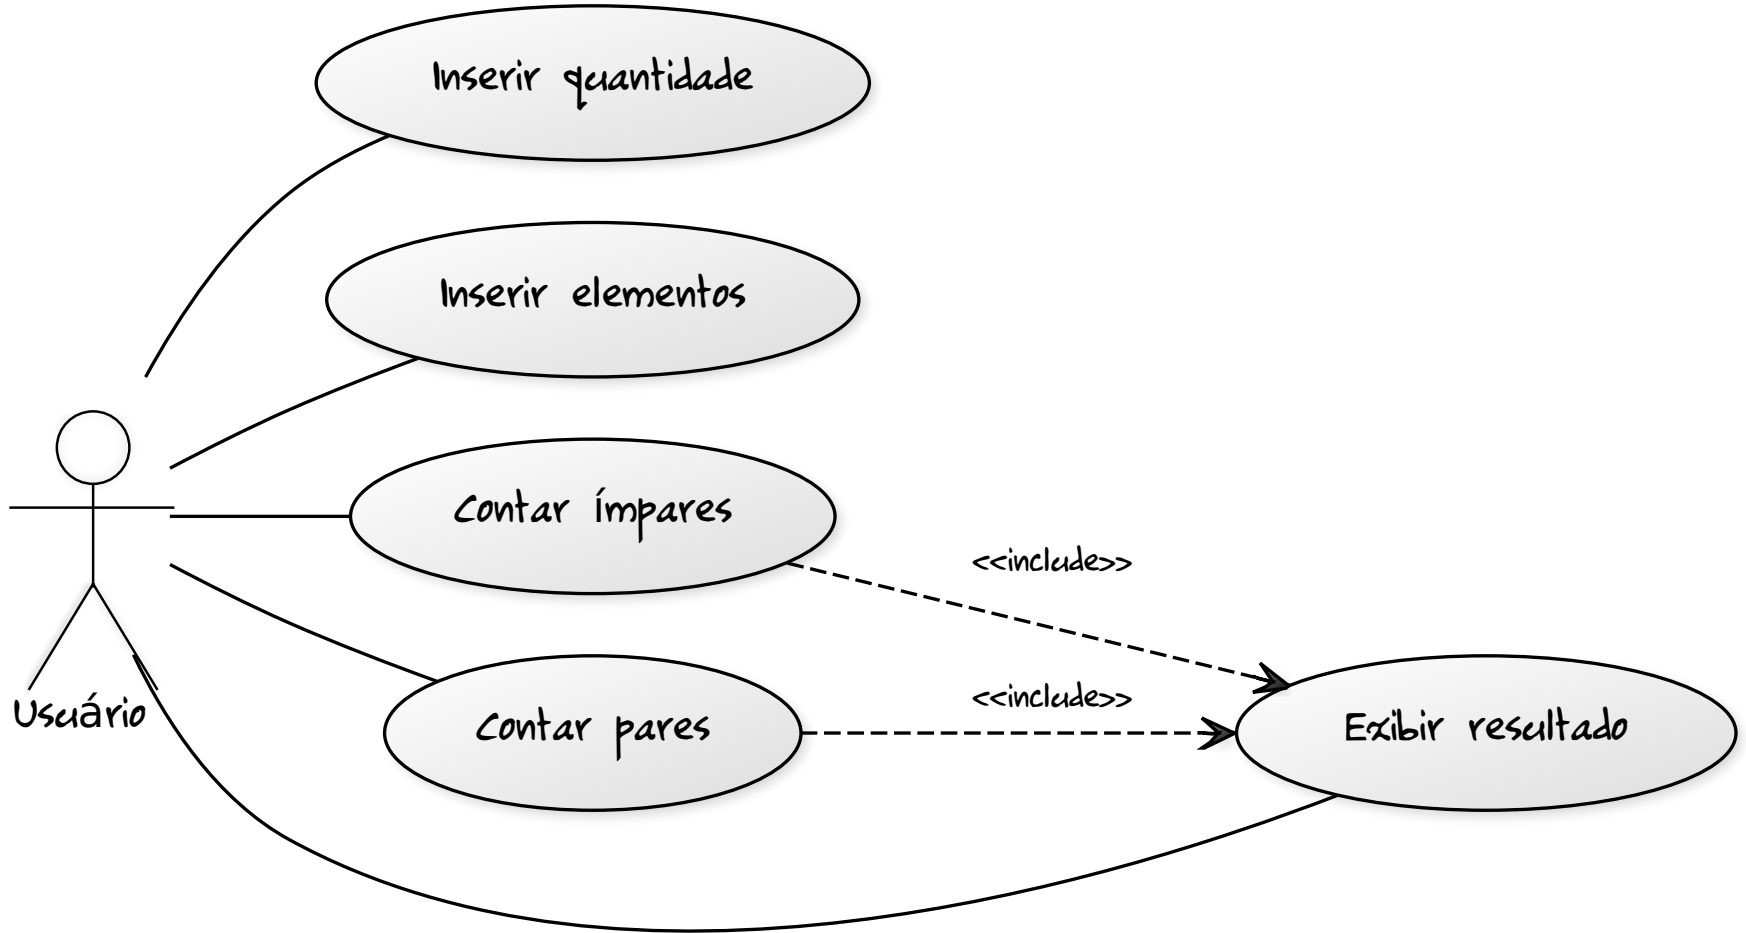 Inserir quantidade
Inserir elementos
Contar ímpares
<<include>>
Usuário
Contar pares
<<include>>
Exibir resultado